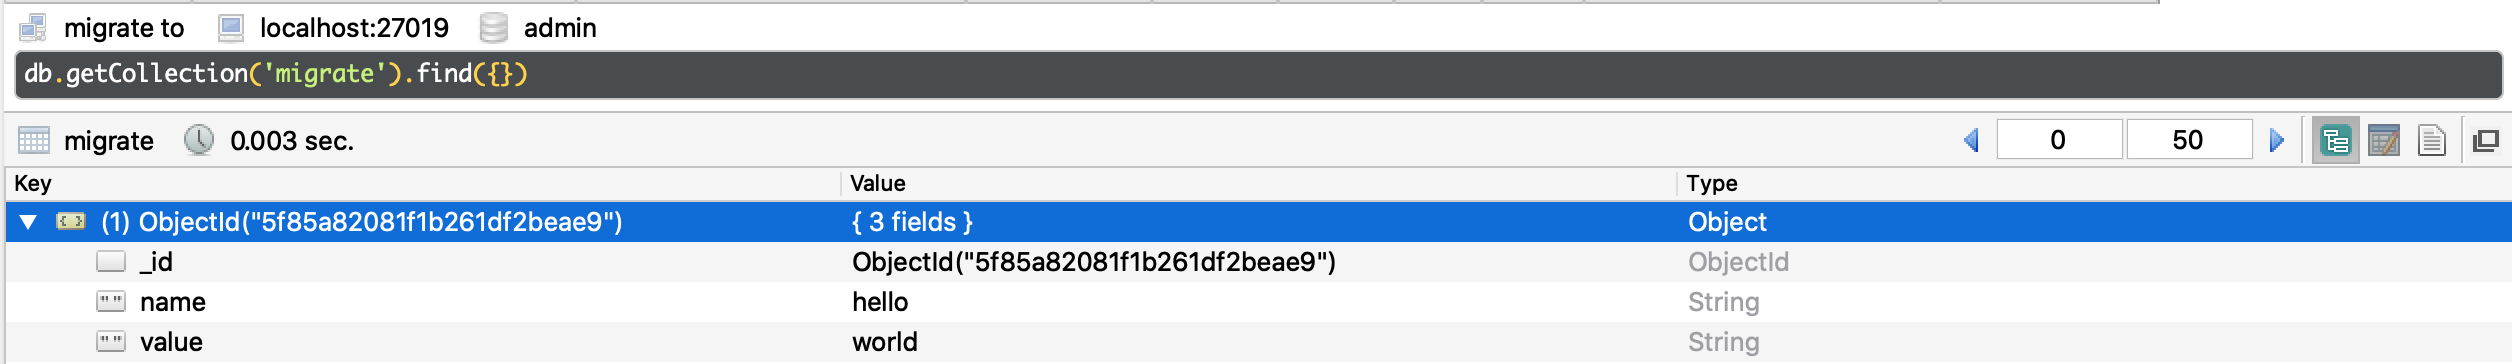 migrate to localhost:27019 admin
db.getCollection('migrate').find({})
migrate 0.003 sec. 0 50
Key Value Type
(1) ObjectId("5f85a82081f1b261df2beae9") { 3 fields } Object
_id ObjectId("5f85a82081f1b261df2beae9") ObjectId
name hello String
value world String